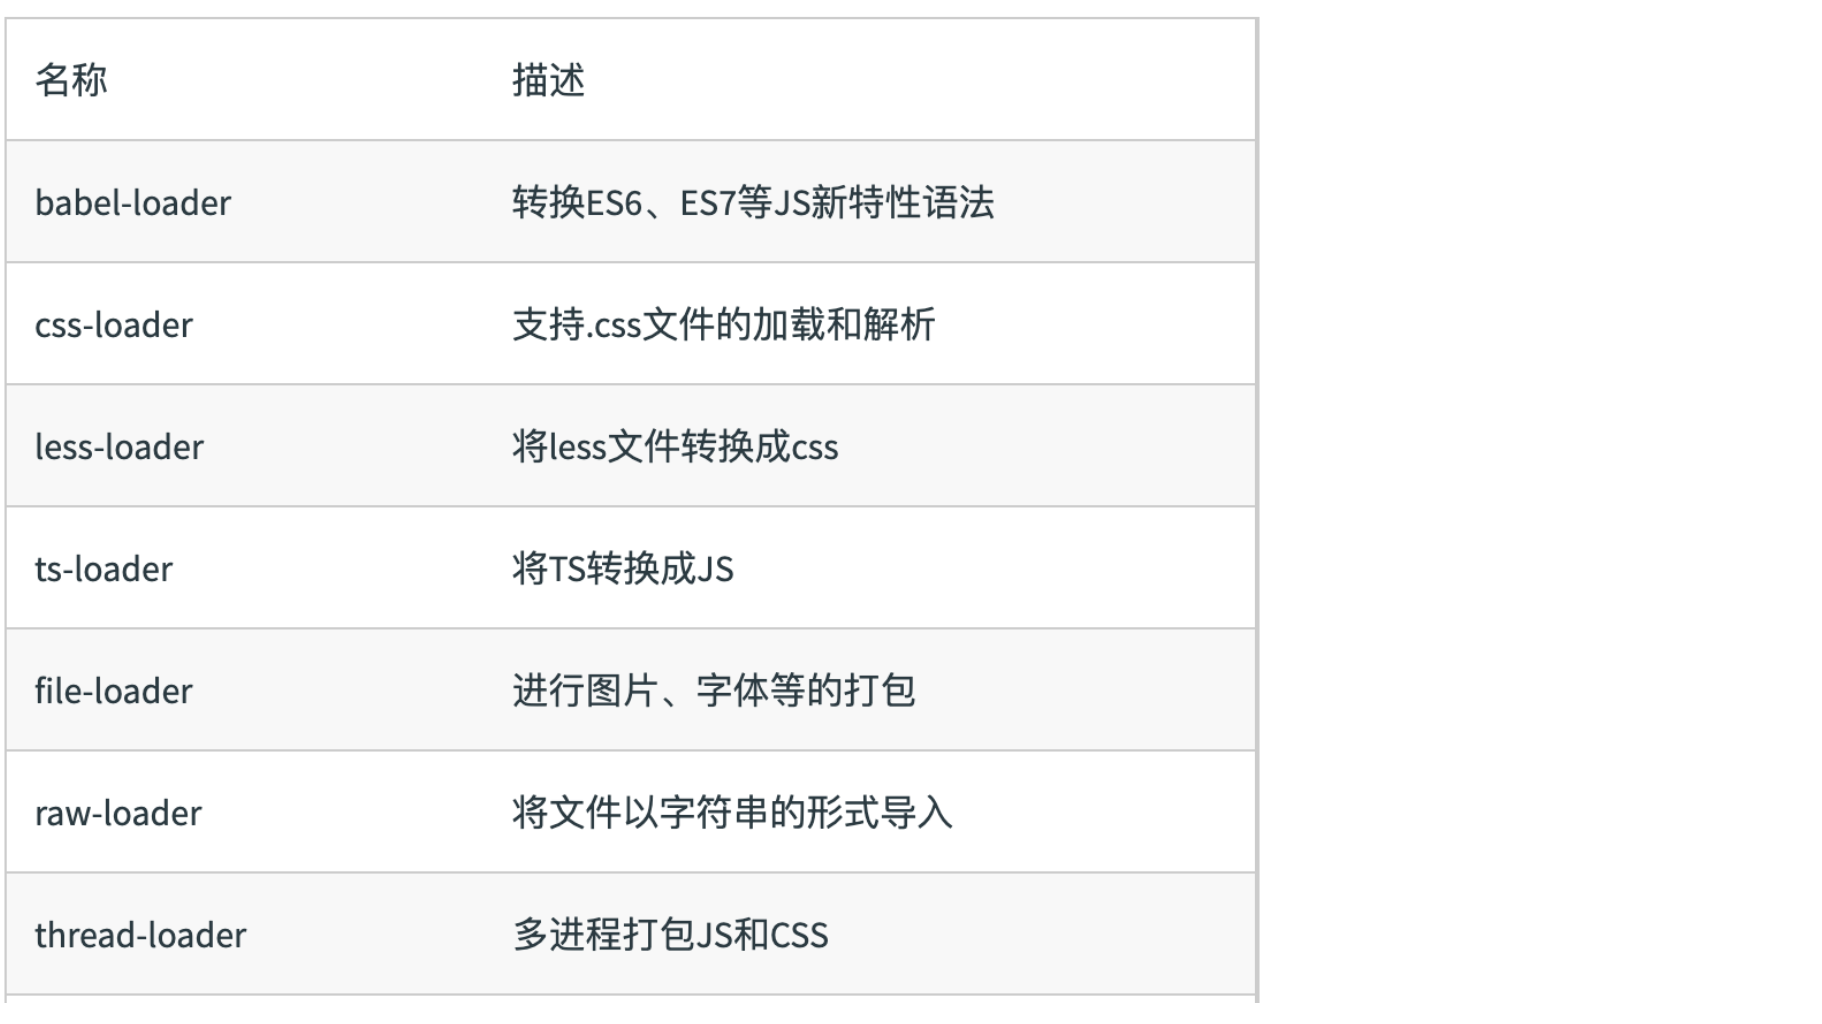 名称 描述
babel-loader 转换ES6、ES7等JS新特性语法
css-loader 支持.css文件的加载和解析
less-loader 将less文件转换成css
ts-loader 将TS转换成JS
file-loader 进行图片、字体等的打包
raw-loader 将文件以字符串的形式导入
thread-loader 多进程打包JS和CSS